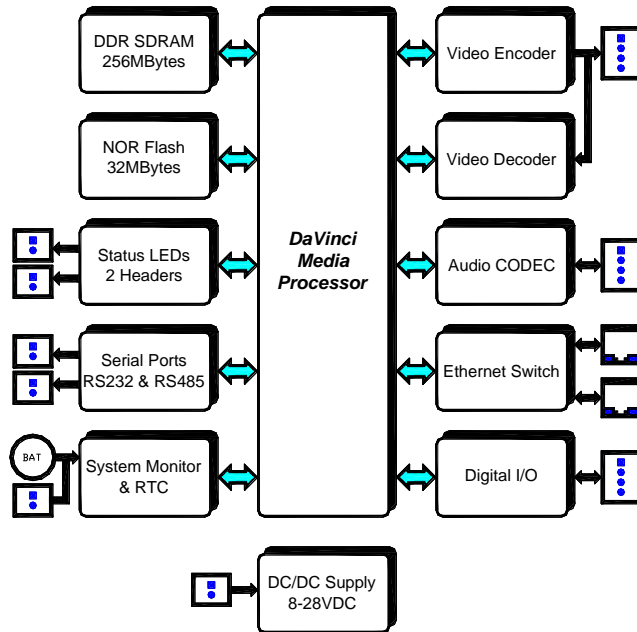 DDR SDRAM
256MBytes
Video Encoder
NOR Flash
32MBytes
Video Decoder
DaVinci
Media
Processor
Status LEDs
2 Headers
Audio CODEC
Serial Ports
RS232 & RS485
Ethernet Switch
BAT
System Monitor
& RTC
Digital I/O
DC/DC Supply
8-28VDC